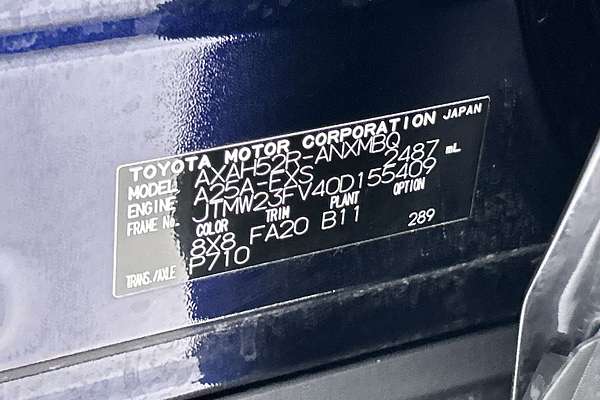 TOYOTA MOTOR CORPORATION JAPAN
MODEL AXAH52R-ANXMBQ
ENGINE A25A-FXS 2487 mL
FRAME No. JTMW23FV40D155409
COLOR TRIM PLANT OPTION
8X8 FA20 B11 289
TRANS./AXLE P710